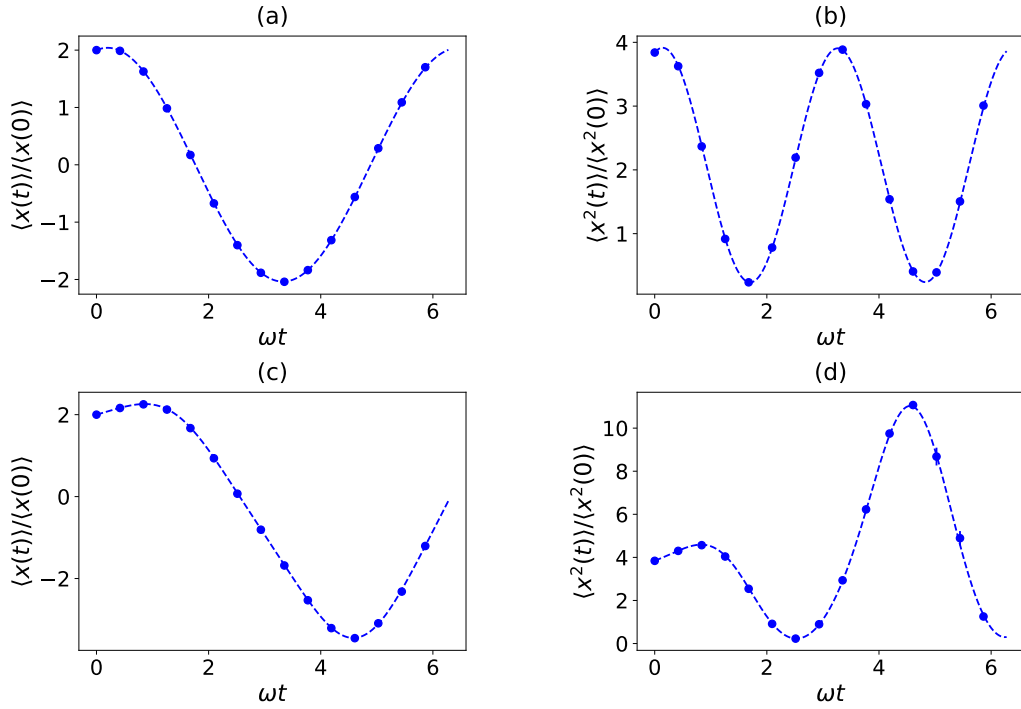 (a)
⟨x(t)⟩/⟨x(0)⟩
2
1
0
−1
−2
0 2 4 6
ωt
(b)
⟨x²(t)⟩/⟨x²(0)⟩
4
3
2
1
0 2 4 6
ωt
(c)
⟨x(t)⟩/⟨x(0)⟩
2
0
−2
0 2 4 6
ωt
(d)
⟨x²(t)⟩/⟨x²(0)⟩
10
8
6
4
2
0
0 2 4 6
ωt